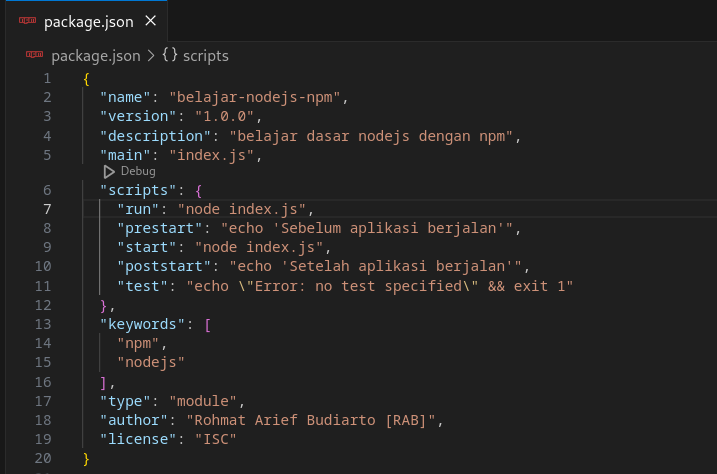 package.json ×
package.json > {} scripts
1 {
2 "name": "belajar-nodejs-npm",
3 "version": "1.0.0",
4 "description": "belajar dasar nodejs dengan npm",
5 "main": "index.js",
Debug
6 "scripts": {
7 "run": "node index.js",
8 "prestart": "echo 'Sebelum aplikasi berjalan'",
9 "start": "node index.js",
10 "poststart": "echo 'Setelah aplikasi berjalan'",
11 "test": "echo \"Error: no test specified\" && exit 1"
12 },
13 "keywords": [
14 "npm",
15 "nodejs"
16 ],
17 "type": "module",
18 "author": "Rohmat Arief Budiarto [RAB]",
19 "license": "ISC"
20 }